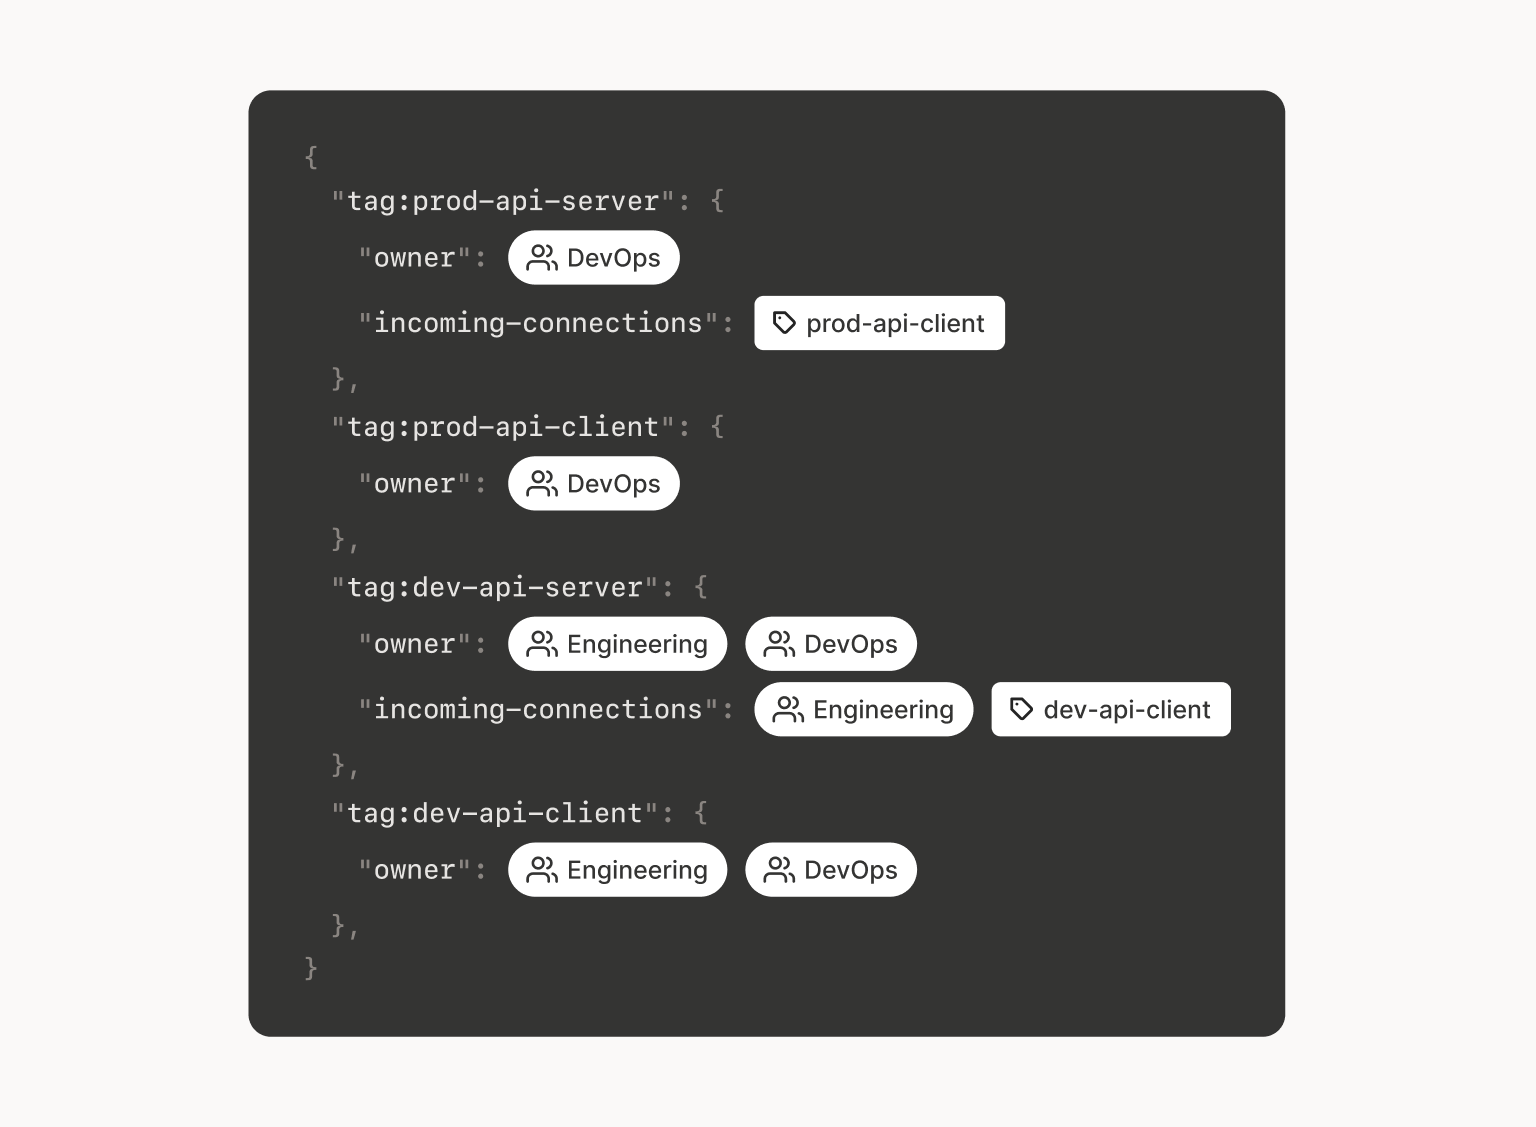 {
"tag:prod-api-server": {
"owner": DevOps
"incoming-connections": prod-api-client
},
"tag:prod-api-client": {
"owner": DevOps
},
"tag:dev-api-server": {
"owner": Engineering DevOps
"incoming-connections": Engineering dev-api-client
},
"tag:dev-api-client": {
"owner": Engineering DevOps
},
}